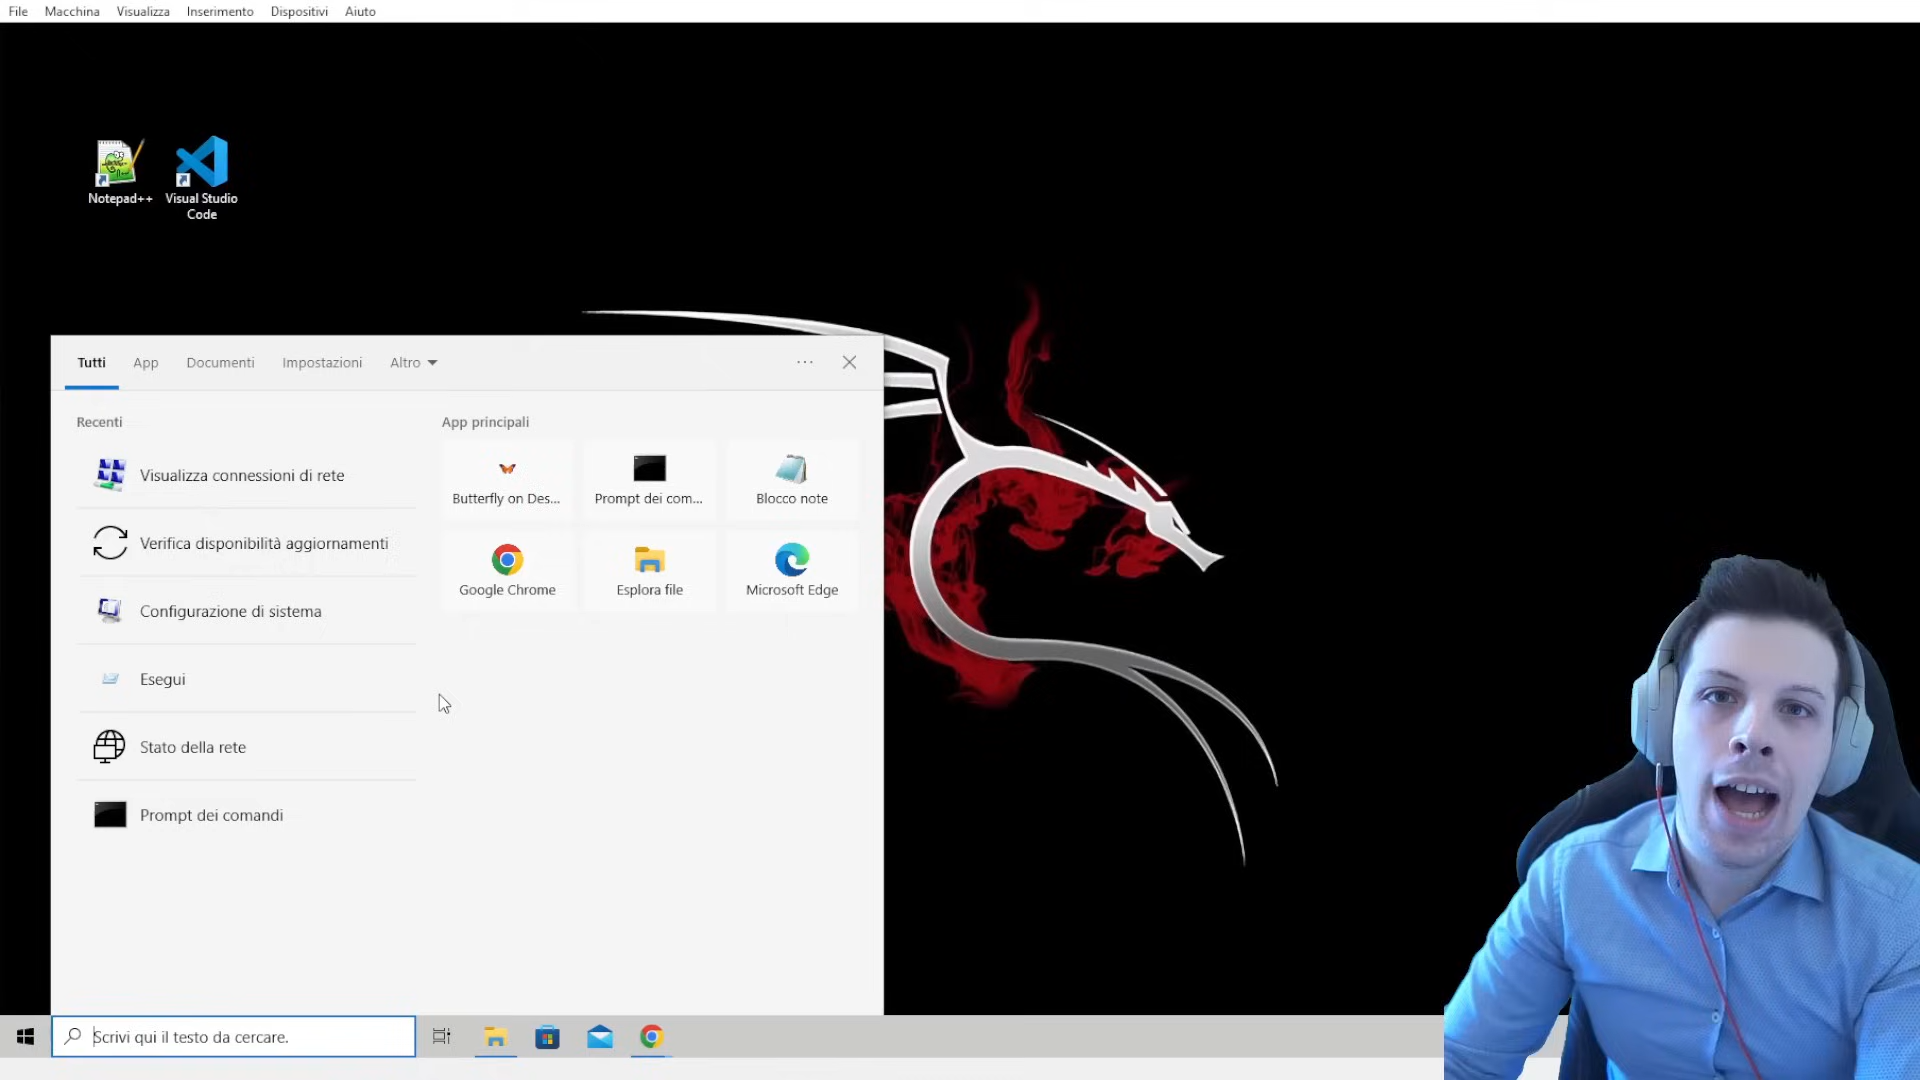 File Macchina Visualizza Inserimento Dispositivi Aiuto
Notepad++
Visual Studio
Code
Tutti App Documenti Impostazioni Altro
Recenti
Visualizza connessioni di rete
Verifica disponibilità aggiornamenti
Configurazione di sistema
Esegui
Stato della rete
Prompt dei comandi
App principali
Butterfly on Des...
Prompt dei com...
Blocco note
Google Chrome
Esplora file
Microsoft Edge
Scrivi qui il testo da cercare.